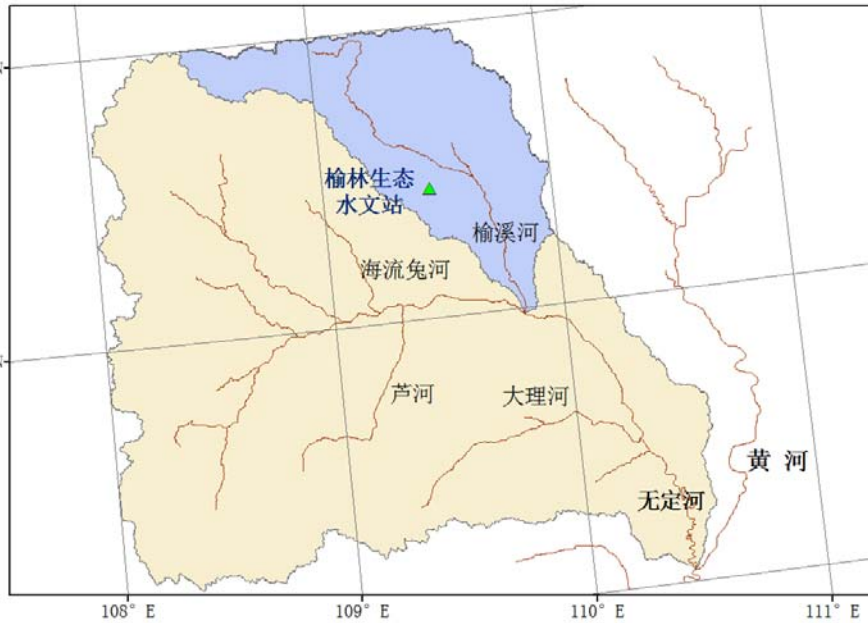 榆林生态
水文站
榆溪河
海流兔河
芦河
大理河
黄 河
无定河
108° E
109° E
110° E
111° E